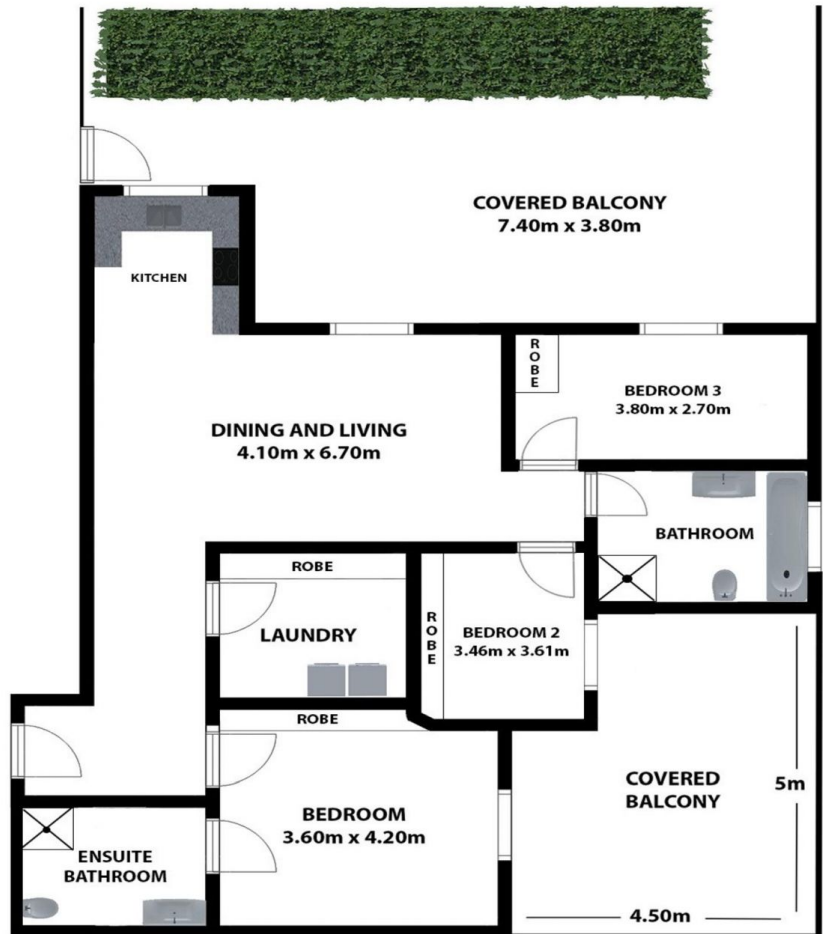 COVERED BALCONY
7.40m x 3.80m
KITCHEN
ROBE
BEDROOM 3
3.80m x 2.70m
DINING AND LIVING
4.10m x 6.70m
BATHROOM
ROBE
LAUNDRY
ROBE
BEDROOM 2
3.46m x 3.61m
ROBE
BEDROOM
3.60m x 4.20m
COVERED
BALCONY
5m
4.50m
ENSUITE
BATHROOM